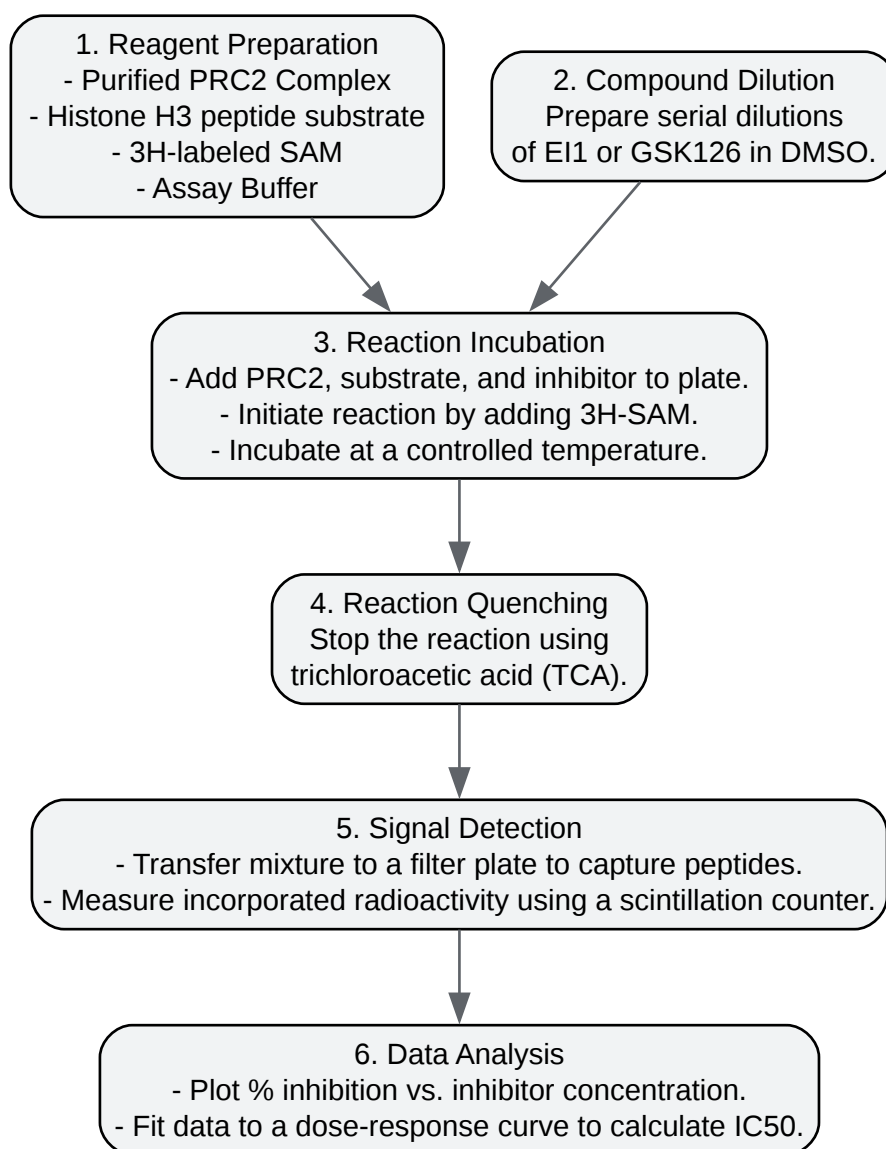 1. Reagent Preparation
- Purified PRC2 Complex
- Histone H3 peptide substrate
- 3H-labeled SAM
- Assay Buffer
2. Compound Dilution
Prepare serial dilutions
of EI1 or GSK126 in DMSO.
3. Reaction Incubation
- Add PRC2, substrate, and inhibitor to plate.
- Initiate reaction by adding 3H-SAM.
- Incubate at a controlled temperature.
4. Reaction Quenching
Stop the reaction using
trichloroacetic acid (TCA).
5. Signal Detection
- Transfer mixture to a filter plate to capture peptides.
- Measure incorporated radioactivity using a scintillation counter.
6. Data Analysis
- Plot % inhibition vs. inhibitor concentration.
- Fit data to a dose-response curve to calculate IC50.